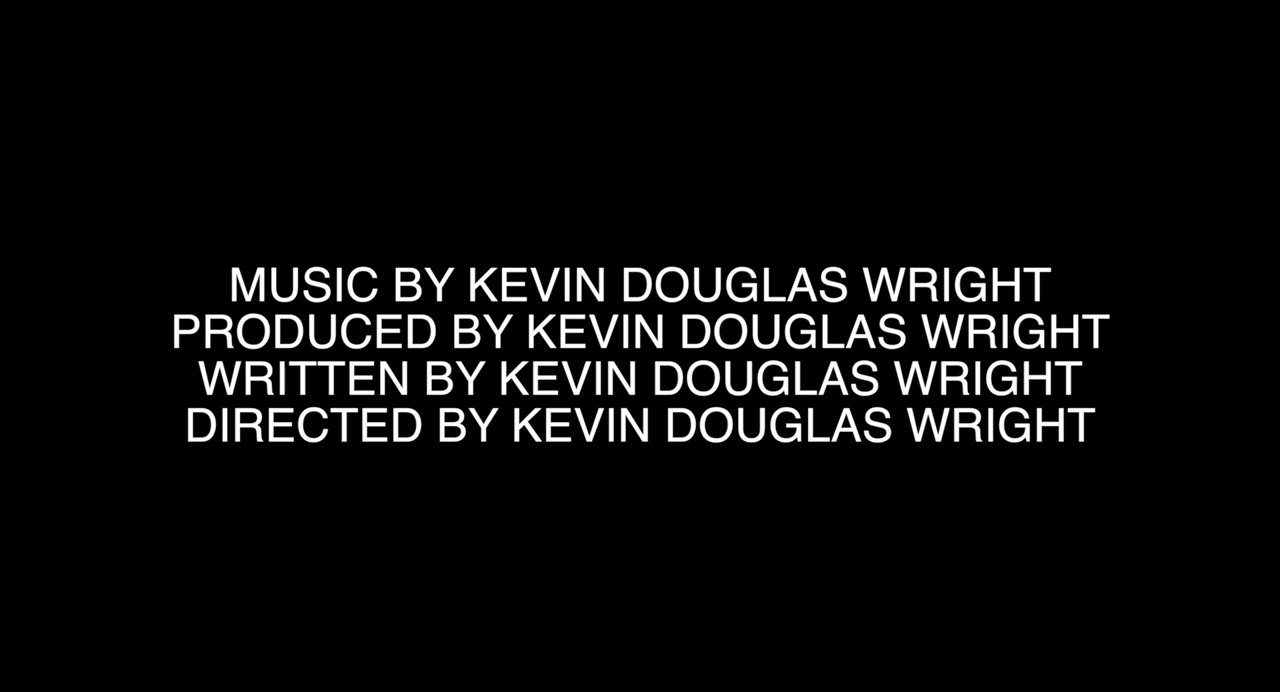 MUSIC BY KEVIN DOUGLAS WRIGHT
PRODUCED BY KEVIN DOUGLAS WRIGHT
WRITTEN BY KEVIN DOUGLAS WRIGHT
DIRECTED BY KEVIN DOUGLAS WRIGHT